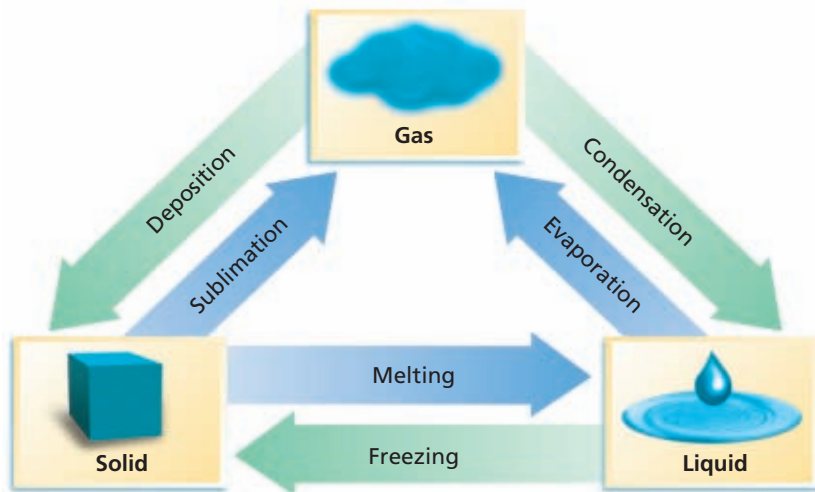 Gas
Deposition
Sublimation
Evaporation
Condensation
Melting
Solid
Freezing
Liquid